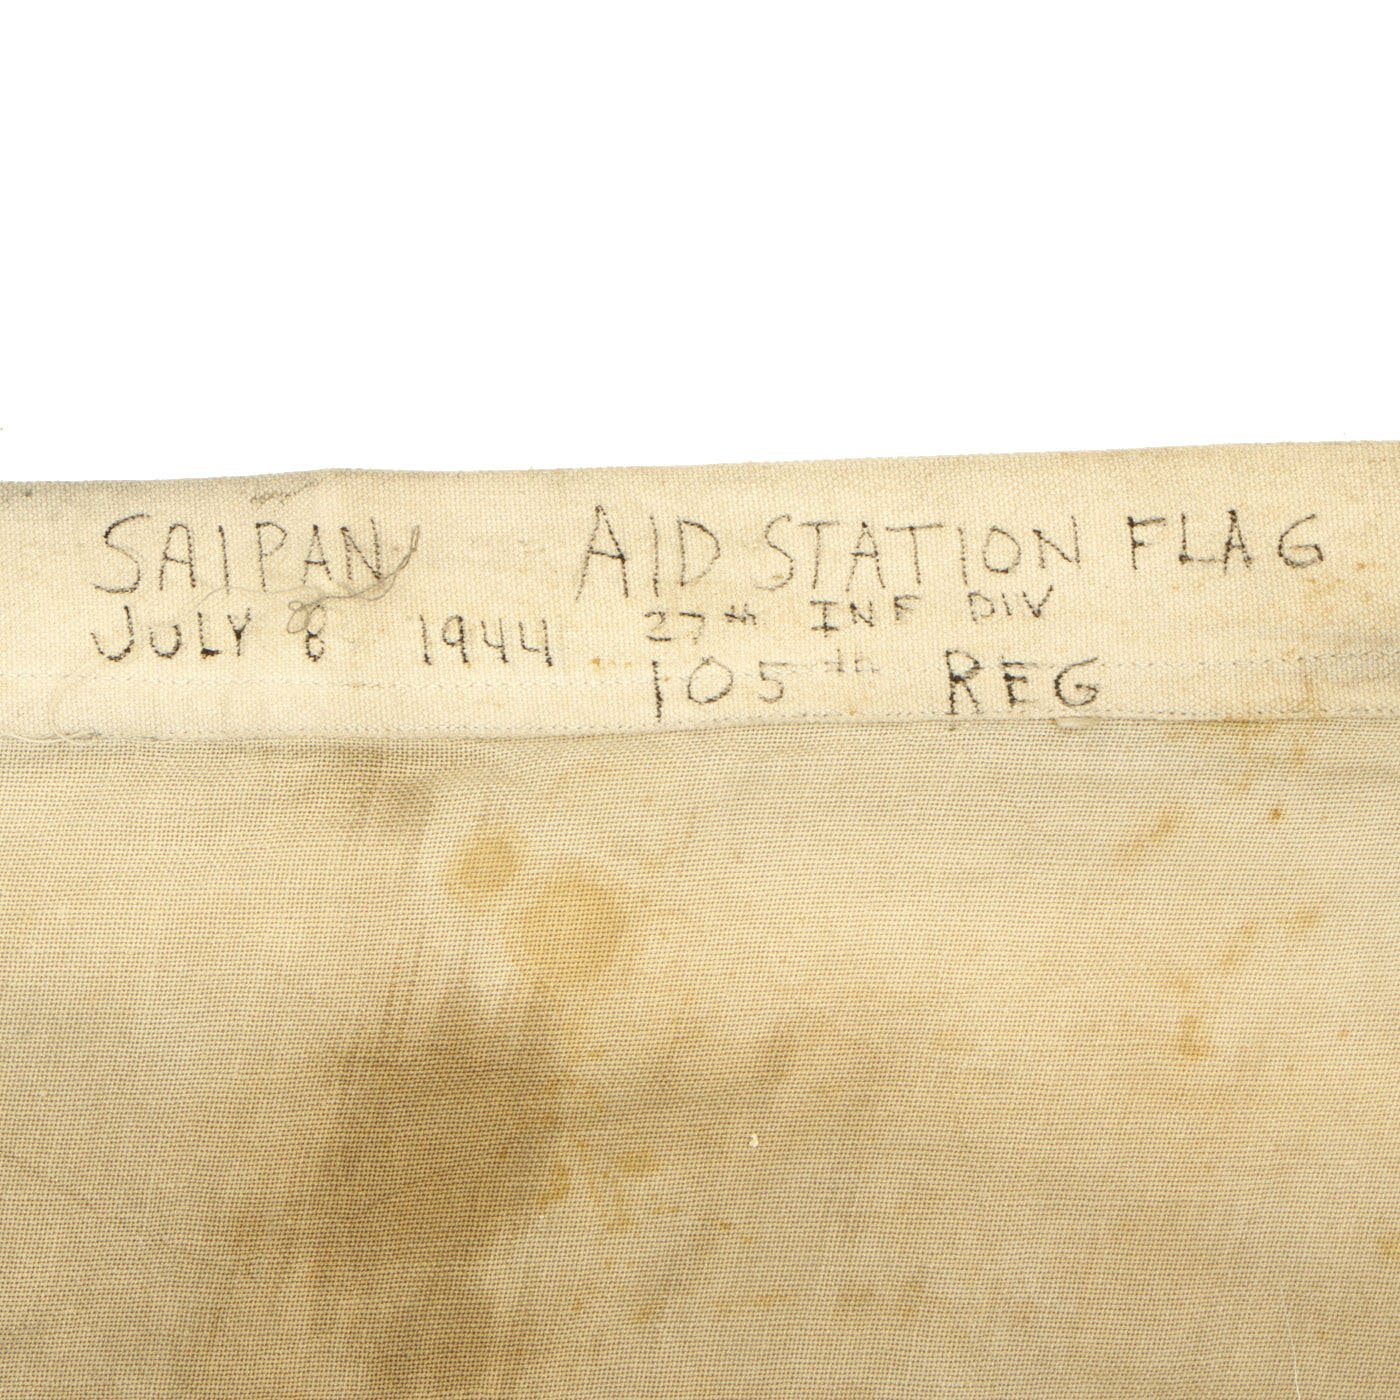 SAIPAN AID STATION FLAG
JULY 8 1944 27th INF DIV
105th REG